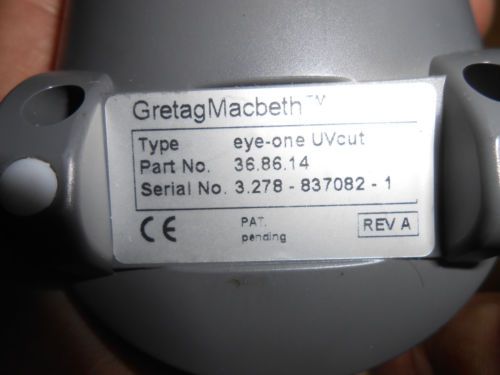 GretagMacbeth™
Type eye-one UVcut
Part No. 36.86.14
Serial No. 3.278 - 837082 - 1
CE PAT. REV A
pending